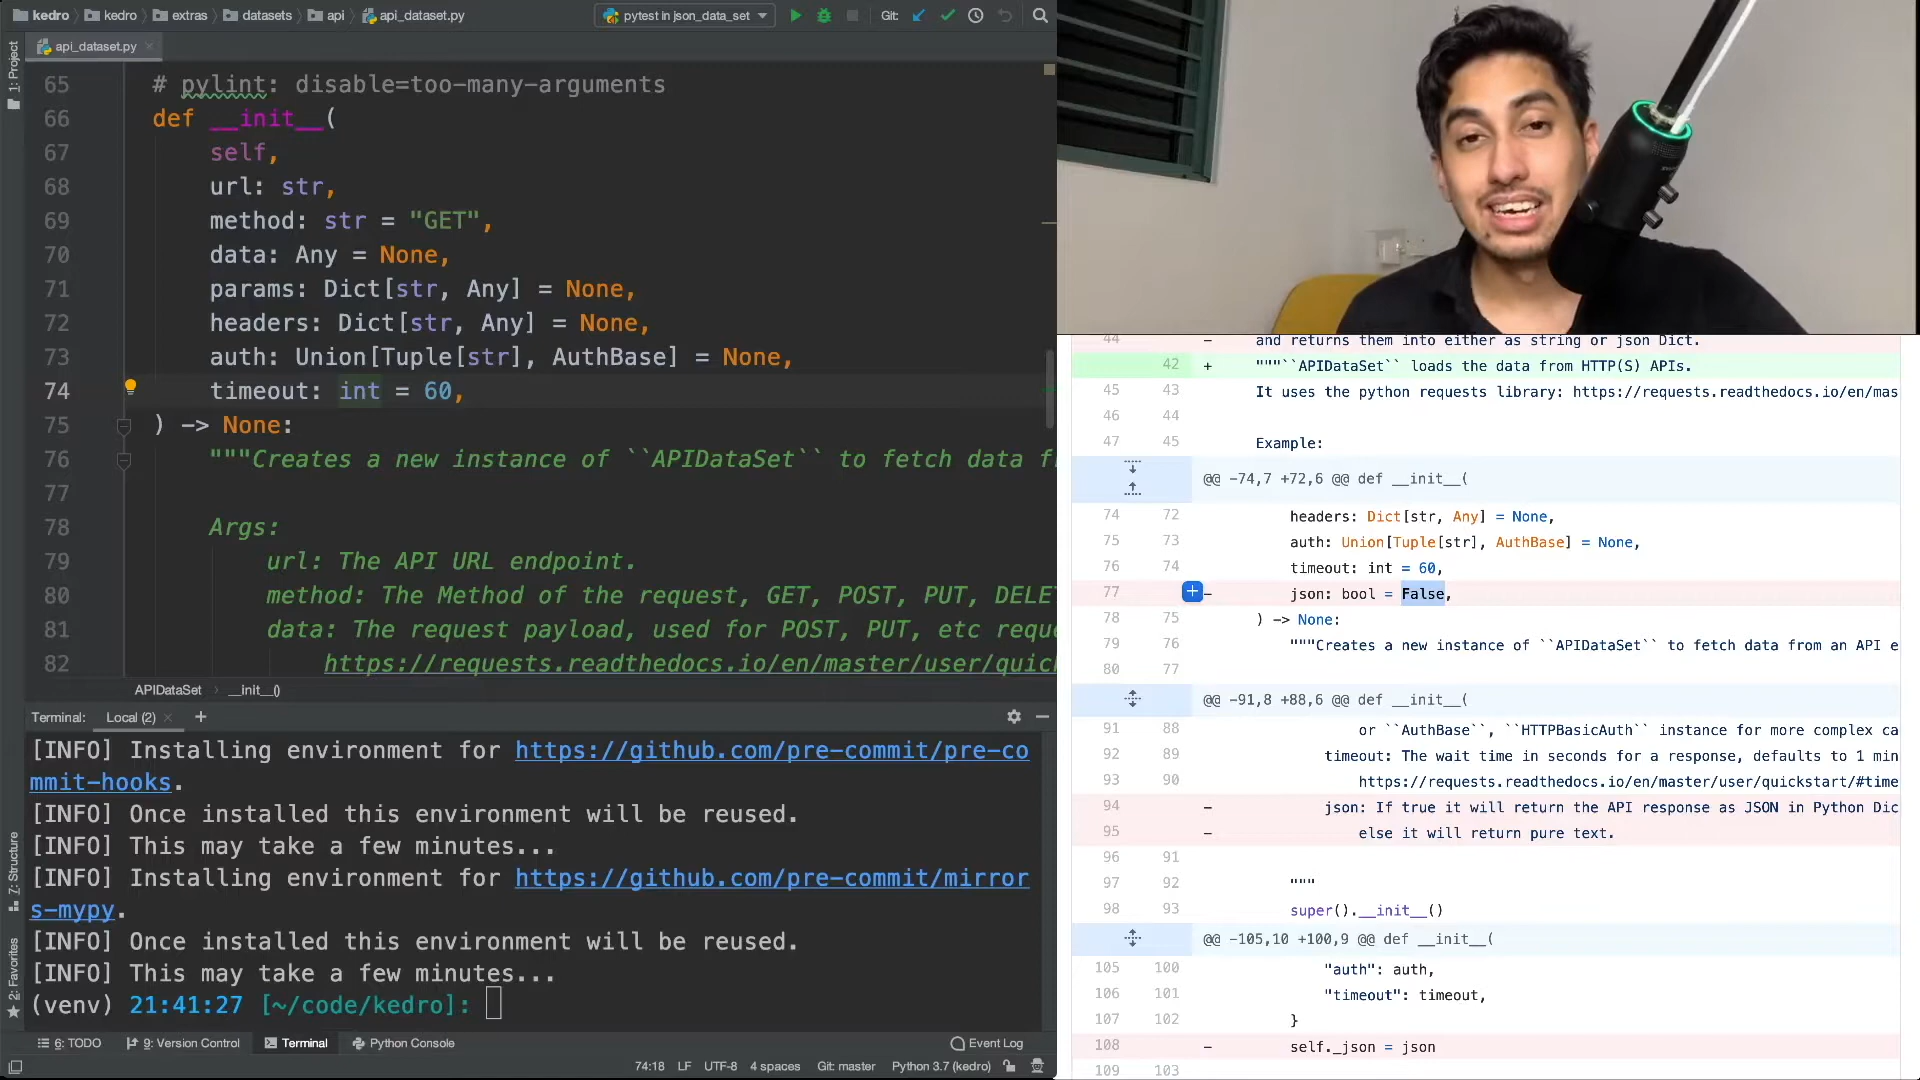 kedro kedro extras datasets api api_dataset.py pytest in json_data_set Git:
api_dataset.py
1: Project
65 # pylint: disable=too-many-arguments
66 def __init__(
67 self,
68 url: str,
69 method: str = "GET",
70 data: Any = None,
71 params: Dict[str, Any] = None,
72 headers: Dict[str, Any] = None,
73 auth: Union[Tuple[str], AuthBase] = None,
74 timeout: int = 60,
75 ) -> None:
76 """Creates a new instance of ``APIDataSet`` to fetch data fr
77
78 Args:
79 url: The API URL endpoint.
80 method: The Method of the request, GET, POST, PUT, DELE
81 data: The request payload, used for POST, PUT, etc reque
82 https://requests.readthedocs.io/en/master/user/quick
APIDataSet __init__()
Terminal: Local (2) +
[INFO] Installing environment for https://github.com/pre-commit/pre-co
mmit-hooks.
[INFO] Once installed this environment will be reused.
[INFO] This may take a few minutes...
[INFO] Installing environment for https://github.com/pre-commit/mirror
s-mypy.
[INFO] Once installed this environment will be reused.
[INFO] This may take a few minutes...
(venv) 21:41:27 [~/code/kedro]:
7: Structure
2: Favorites
6: TODO 9: Version Control Terminal Python Console Event Log
74:18 LF UTF-8 4 spaces Git: master Python 3.7 (kedro)
44 - and returns them into either as string or json Dict.
42 + """``APIDataSet`` loads the data from HTTP(S) APIs.
45 43 It uses the python requests library: https://requests.readthedocs.io/en/mas
46 44
47 45 Example:
@@ -74,7 +72,6 @@ def __init__(
74 72 headers: Dict[str, Any] = None,
75 73 auth: Union[Tuple[str], AuthBase] = None,
76 74 timeout: int = 60,
77 + - json: bool = False,
78 75 ) -> None:
79 76 """Creates a new instance of ``APIDataSet`` to fetch data from an API e
80 77
@@ -91,8 +88,6 @@ def __init__(
91 88 or ``AuthBase``, ``HTTPBasicAuth`` instance for more complex ca
92 89 timeout: The wait time in seconds for a response, defaults to 1 min
93 90 https://requests.readthedocs.io/en/master/user/quickstart/#time
94 - json: If true it will return the API response as JSON in Python Dic
95 - else it will return pure text.
96 91
97 92 """
98 93 super().__init__()
@@ -105,10 +100,9 @@ def __init__(
105 100 "auth": auth,
106 101 "timeout": timeout,
107 102 }
108 - self._json = json
109 103